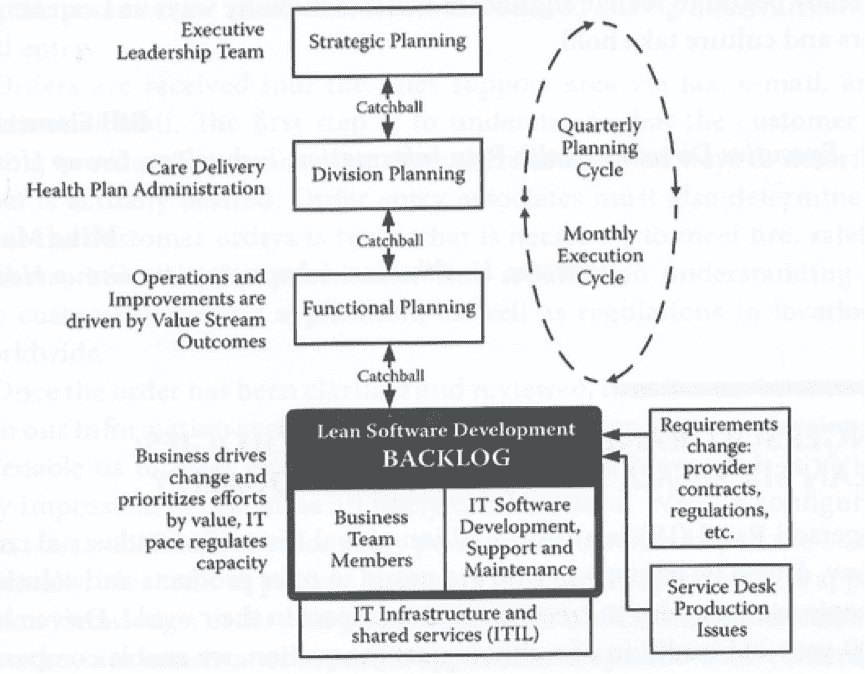 Executive
Leadership Team
Strategic Planning
Catchball
Care Delivery
Health Plan Administration
Division Planning
Catchball
Operations and
Improvements are
driven by Value Stream
Outcomes
Functional Planning
Catchball
Quarterly
Planning
Cycle
Monthly
Execution
Cycle
Business drives
change and
prioritizes efforts
by value, IT
pace regulates
capacity
Lean Software Development
BACKLOG
Business
Team
Members
IT Software
Development,
Support and
Maintenance
IT Infrastructure and
shared services (ITIL)
Requirements
change:
provider
contracts,
regulations,
etc.
Service Desk
Production
Issues